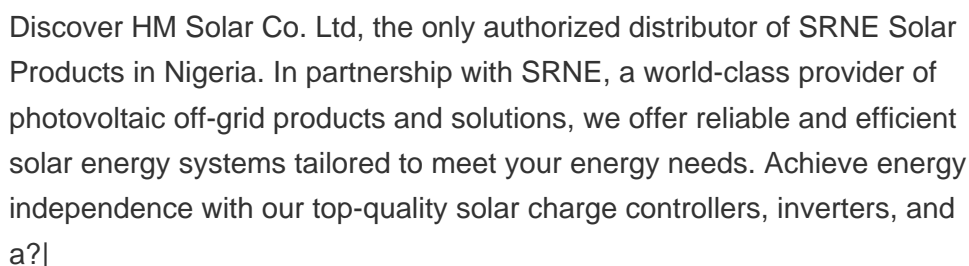 Discover HM Solar Co. Ltd, the only authorized distributor of SRNE Solar
Products in Nigeria. In partnership with SRNE, a world-class provider of
photovoltaic off-grid products and solutions, we offer reliable and efficient
solar energy systems tailored to meet your energy needs. Achieve energy
independence with our top-quality solar charge controllers, inverters, and
a?|